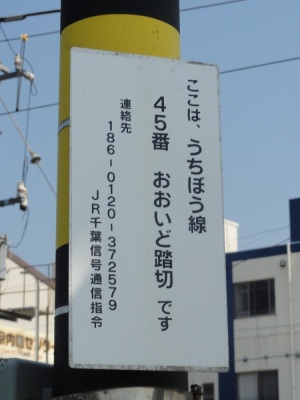 ここは、うちぼう線
45番 おおいど踏切 です
連絡先
186-0120-372579
JR千葉信号通信指令